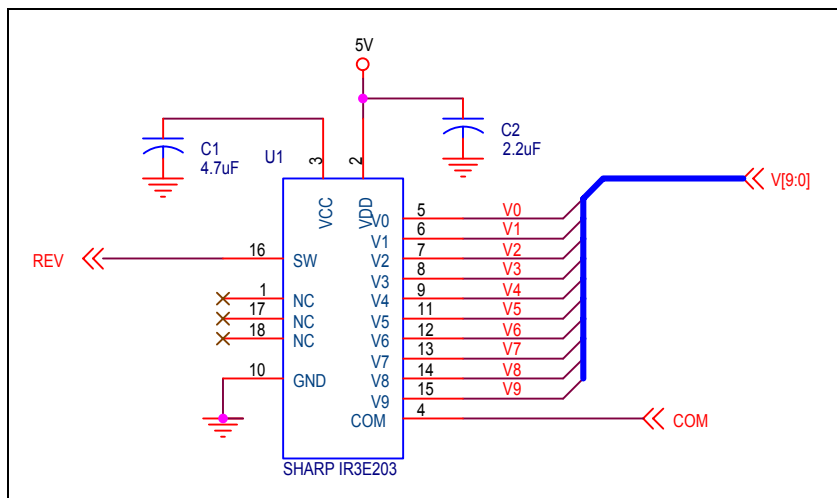 5V
C1
4.7uF
C2
2.2uF
U1
3
2
VCC
VDD
V[9:0]
REV
16
SW
1
NC
17
NC
18
NC
10
GND
V0
5
V0
V1
6
V1
V2
7
V2
V3
8
V3
V4
9
V4
V5
11
V5
V6
12
V6
V7
13
V7
V8
14
V8
V9
15
V9
COM
4
COM
SHARP IR3E203